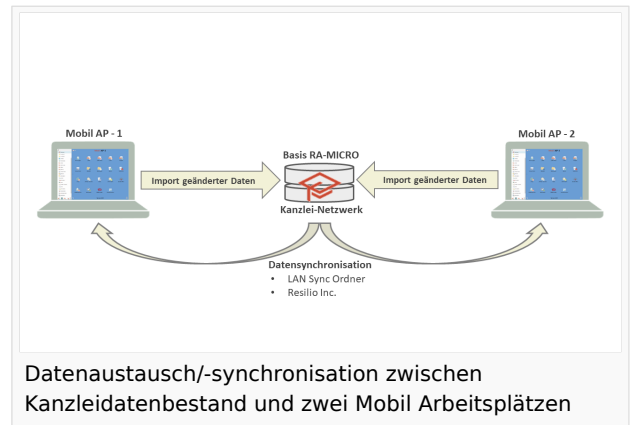 Mobil AP - 1
Mobil AP - 2
Basis RA-MICRO
Import geänderter Daten
Import geänderter Daten
Kanzlei-Netzwerk
Datensynchronisation
• LAN Sync Ordner
• Resilio Inc.
Datenaustausch/-synchronisation zwischen
Kanzleidatenbestand und zwei Mobil Arbeitsplätzen